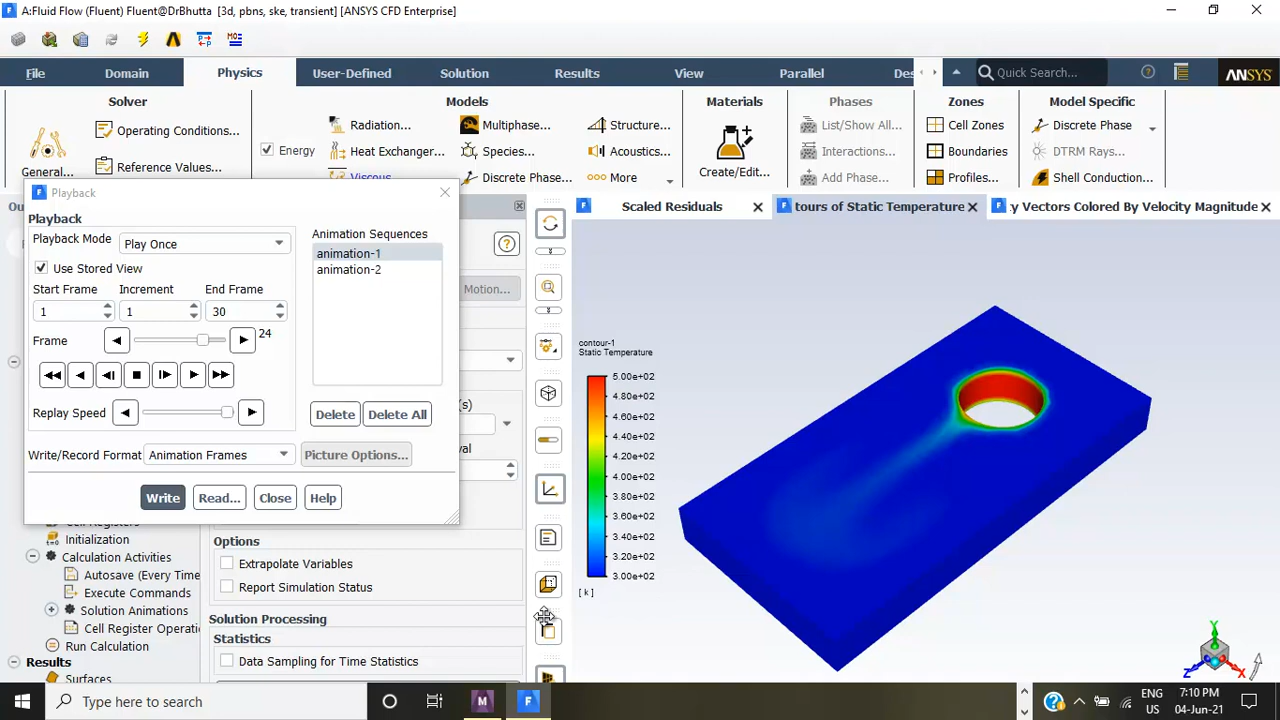 A:Fluid Flow (Fluent) Fluent@DrBhutta [3d, pbns, ske, transient] [ANSYS CFD Enterprise]
File Domain Physics User-Defined Solution Results View Parallel Des Quick Search... ANSYS
Solver
Operating Conditions...
General...
Reference Values...
Models
Energy
Radiation...
Heat Exchanger...
Viscous
Multiphase...
Species...
Discrete Phase...
Structure...
Acoustics...
More
Materials
Create/Edit...
Phases
List/Show All...
Interactions...
Add Phase...
Zones
Cell Zones
Boundaries
Profiles...
Model Specific
Discrete Phase
DTRM Rays...
Shell Conduction...
Playback
Playback
Playback Mode Play Once
Use Stored View
Start Frame Increment End Frame
1 1 30
Frame 24
Replay Speed
Animation Sequences
animation-1
animation-2
Delete Delete All
Write/Record Format Animation Frames Picture Options...
Write Read... Close Help
Motion...
(s)
val
Cell Registers
Initialization
Calculation Activities
Autosave (Every Time
Execute Commands
Solution Animations
Cell Register Operati
Run Calculation
Results
Surfaces
Options
Extrapolate Variables
Report Simulation Status
Solution Processing
Statistics
Data Sampling for Time Statistics
Scaled Residuals
tours of Static Temperature
y Vectors Colored By Velocity Magnitude
contour-1
Static Temperature
5.00e+02
4.80e+02
4.60e+02
4.40e+02
4.20e+02
4.00e+02
3.80e+02
3.60e+02
3.40e+02
3.20e+02
3.00e+02
[ k ]
Y
Z
X
Type here to search
M
F
ENG
US
7:10 PM
04-Jun-21